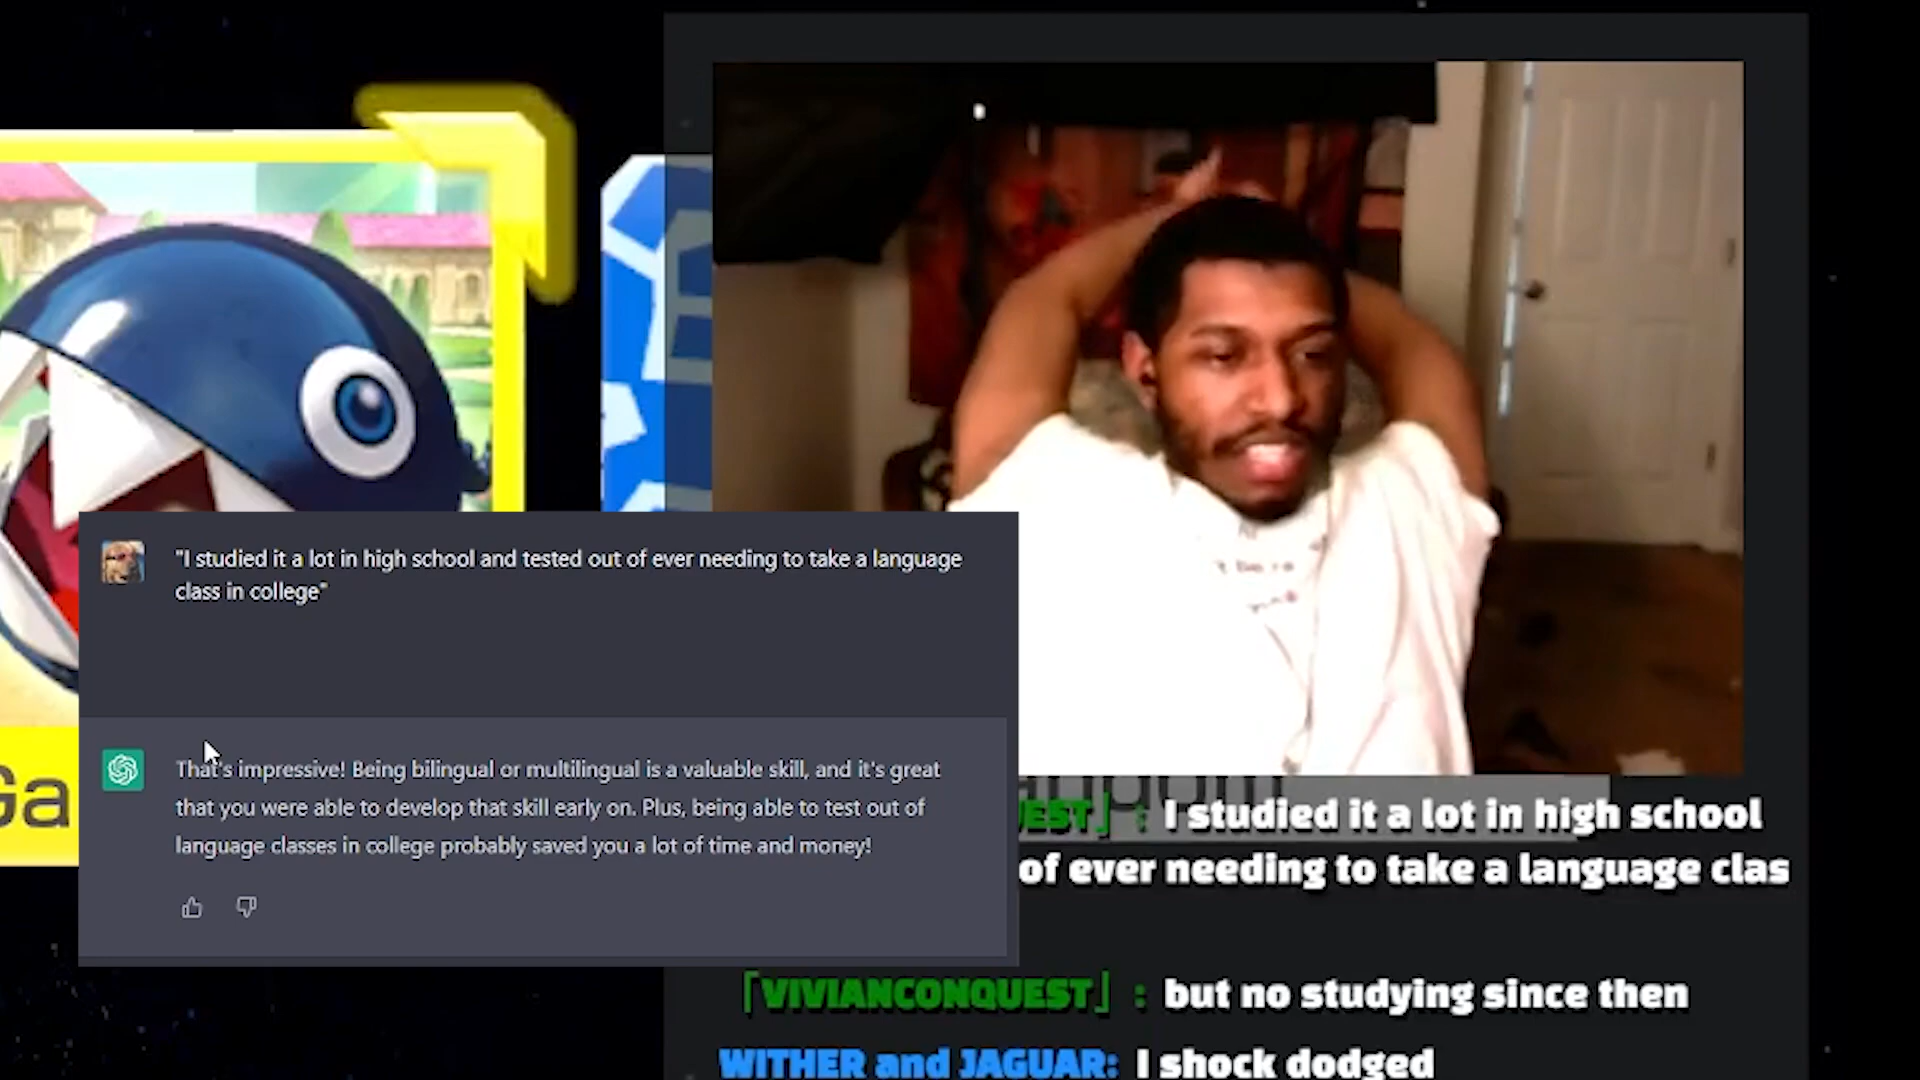 "I studied it a lot in high school and tested out of ever needing to take a language
class in college"
That's impressive! Being bilingual or multilingual is a valuable skill, and it's great
that you were able to develop that skill early on. Plus, being able to test out of
language classes in college probably saved you a lot of time and money!
Ga
andom
EST」 : I studied it a lot in high school
of ever needing to take a language clas
「VIVIANCONQUEST」 : but no studying since then
WITHER and JAGUAR: I shock dodged